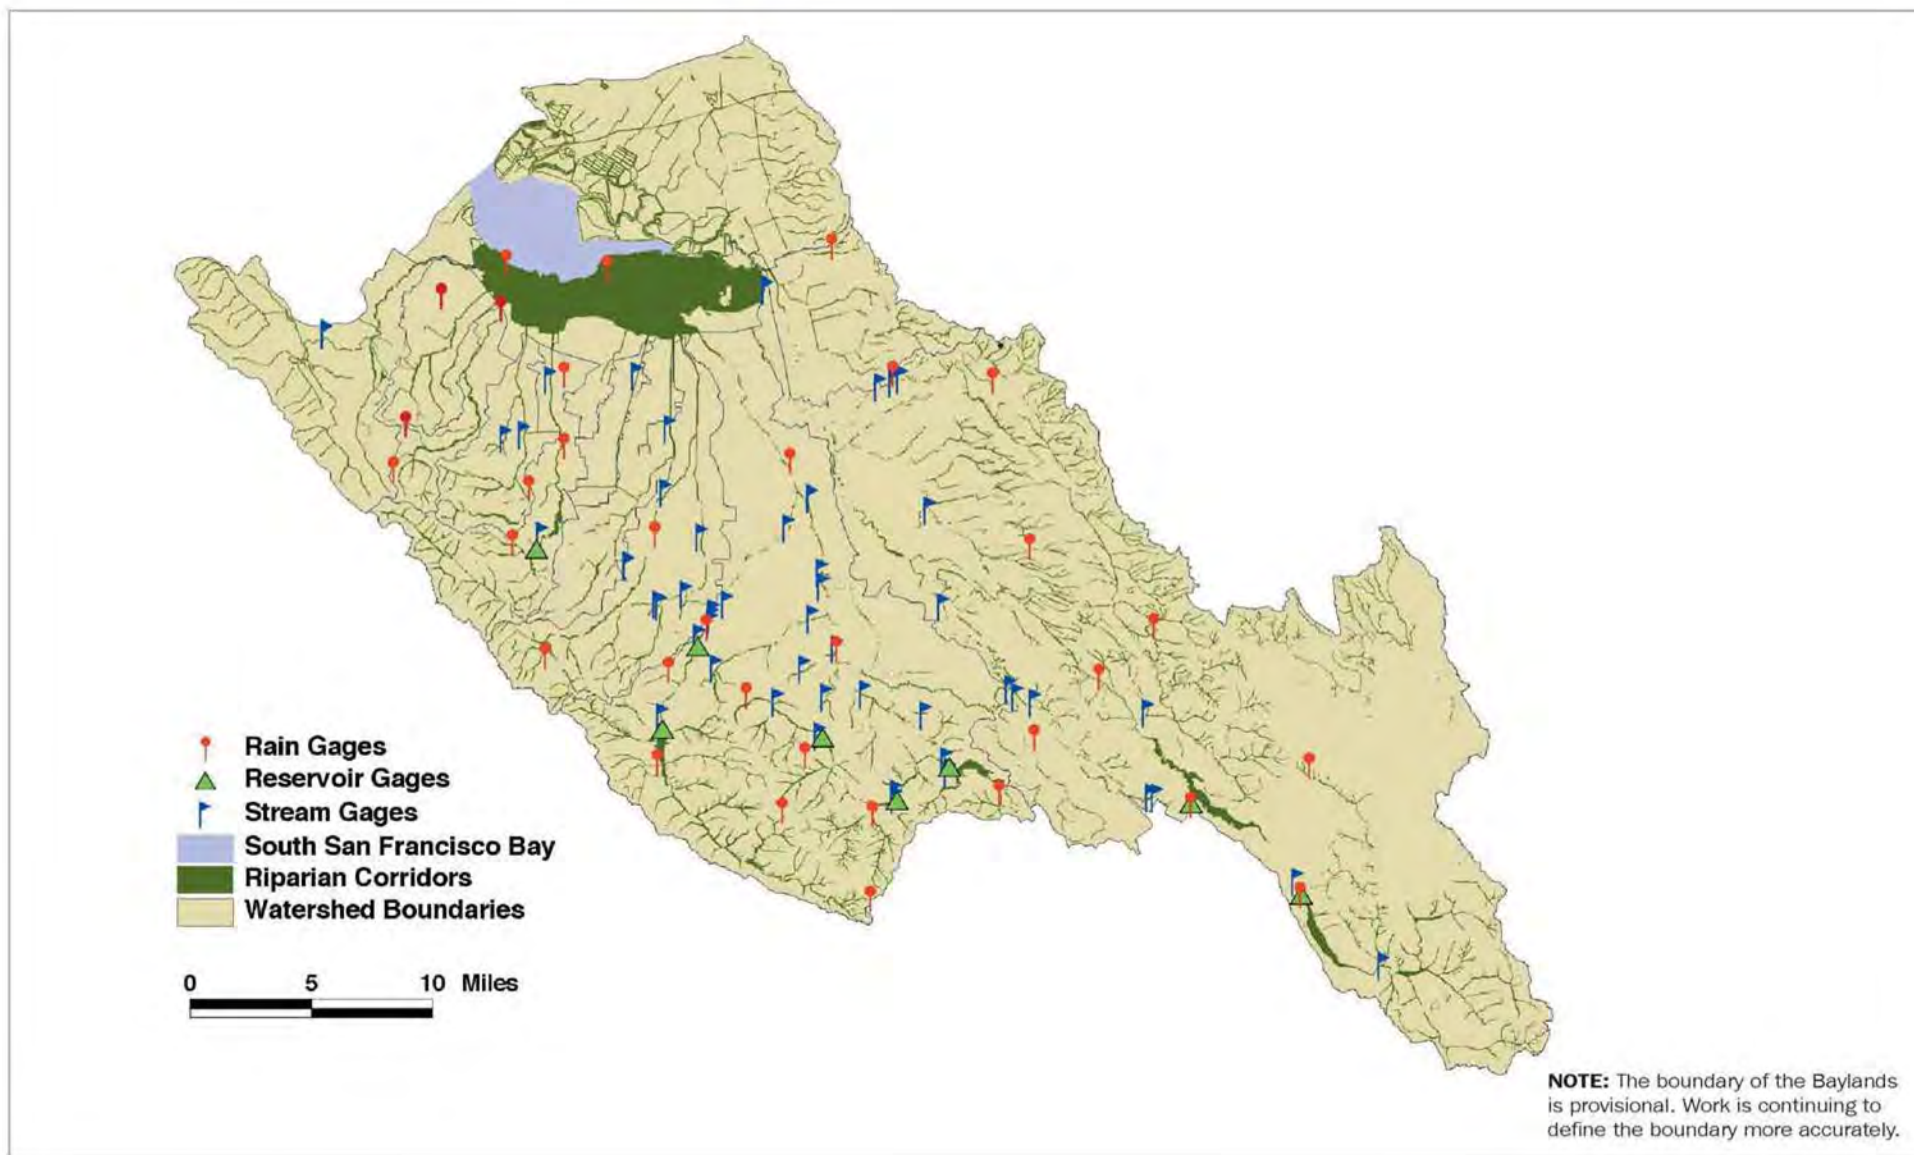 Rain Gages
Reservoir Gages
Stream Gages
South San Francisco Bay
Riparian Corridors
Watershed Boundaries
0 5 10 Miles
NOTE: The boundary of the Baylands
is provisional. Work is continuing to
define the boundary more accurately.